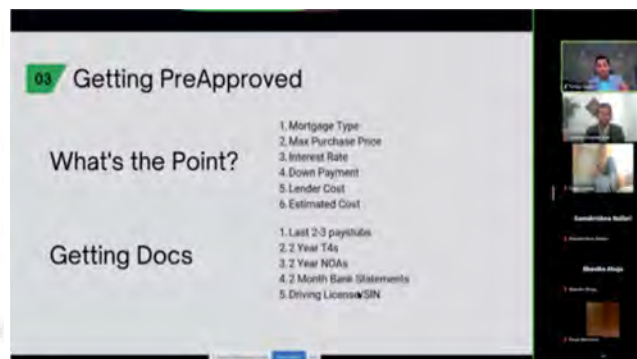 03 Getting PreApproved
What's the Point?
1. Mortgage Type
2. Max Purchase Price
3. Interest Rate
4. Down Payment
5. Lender Cost
6. Estimated Cost
Getting Docs
1. Last 2-3 paystubs
2. 2 Year T4s
3. 2 Year NOAs
4. 2 Month Bank Statements
5. Driving License/SIN